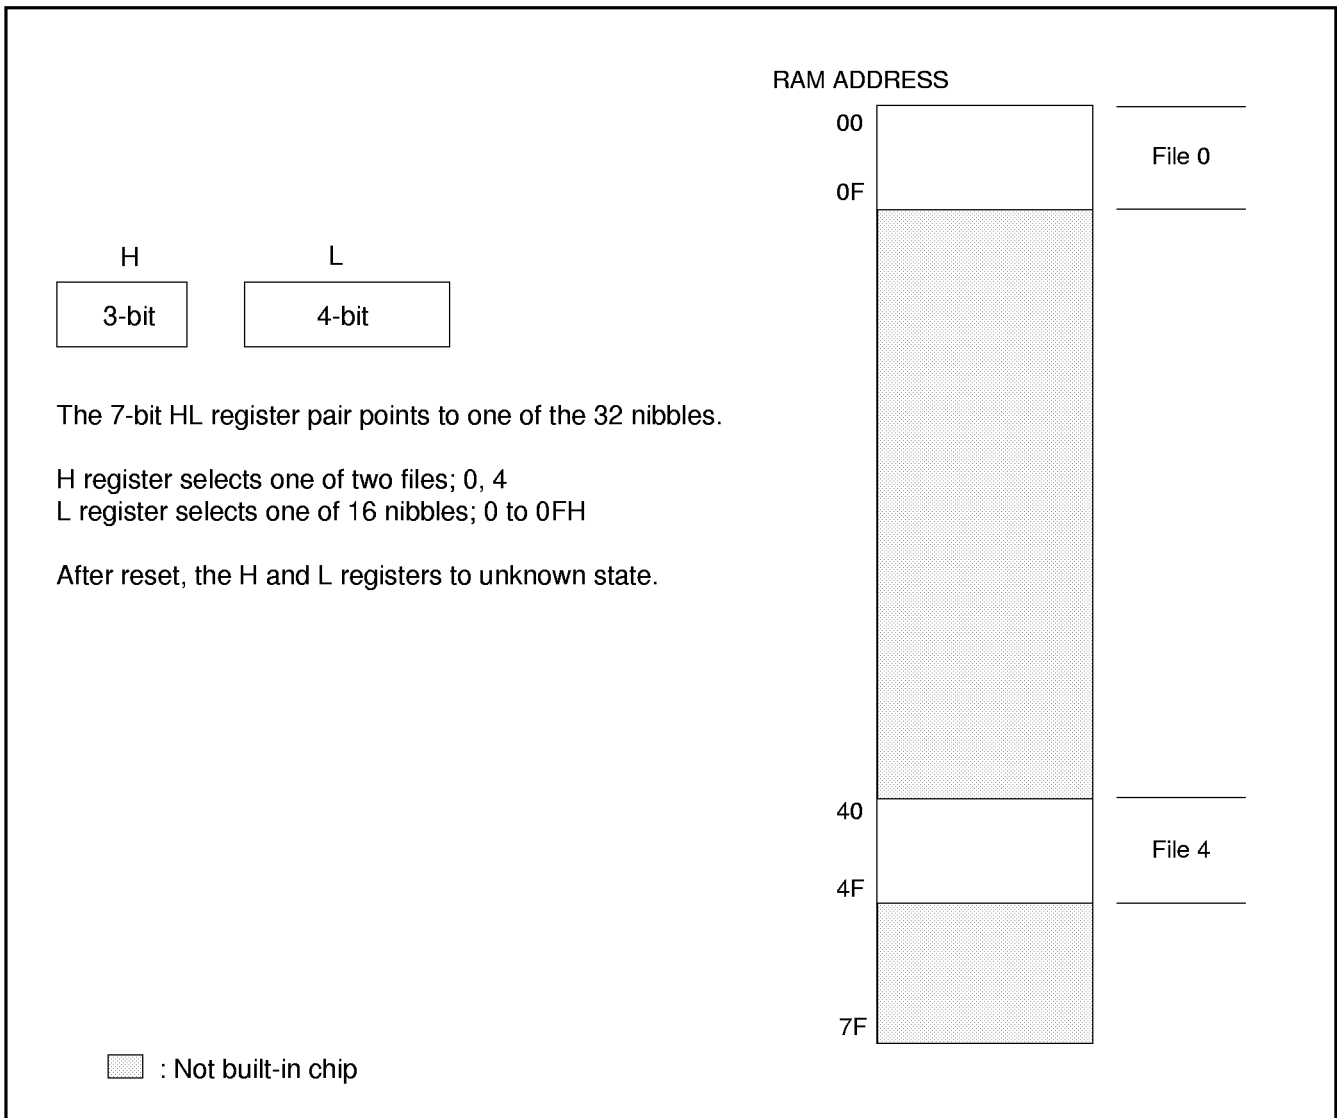 RAM ADDRESS
00
File 0
0F
H
L
3-bit
4-bit
The 7-bit HL register pair points to one of the 32 nibbles.
H register selects one of two files; 0, 4
L register selects one of 16 nibbles; 0 to 0FH
After reset, the H and L registers to unknown state.
40
File 4
4F
7F
: Not built-in chip